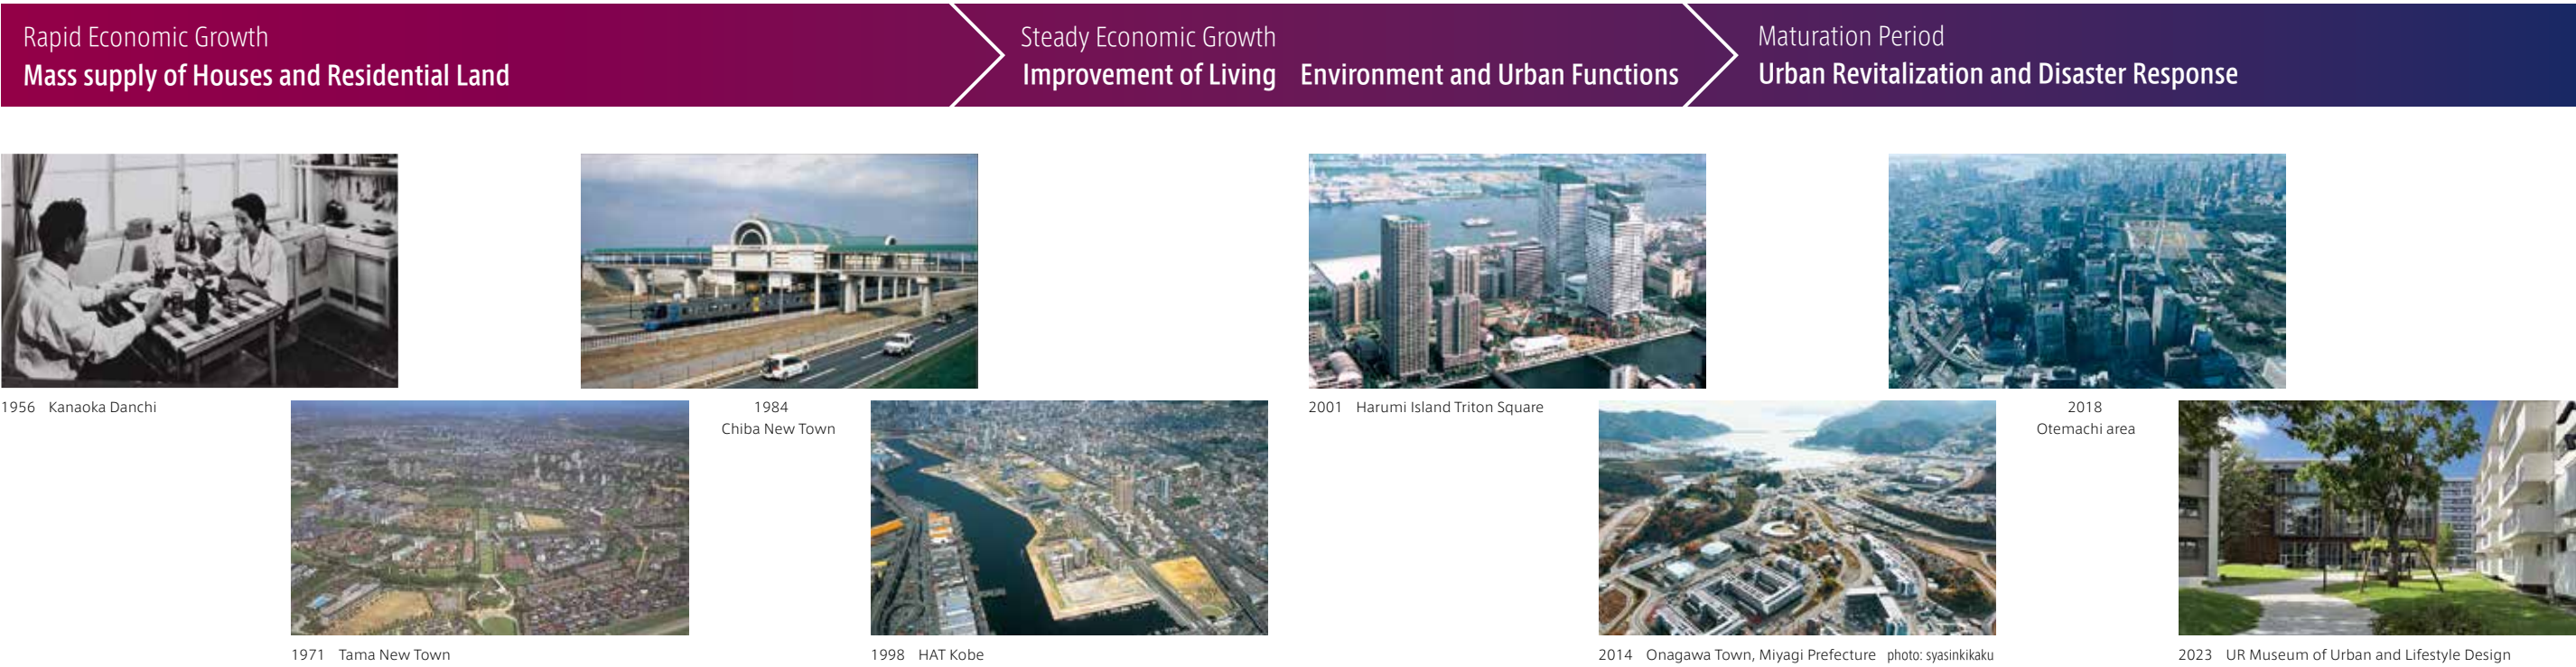 Rapid Economic Growth
Mass supply of Houses and Residential Land
Steady Economic Growth
Improvement of Living Environment and Urban Functions
Maturation Period
Urban Revitalization and Disaster Response
1956 Kanaoka Danchi
1971 Tama New Town
1984
Chiba New Town
1998 HAT Kobe
2001 Harumi Island Triton Square
2014 Onagawa Town, Miyagi Prefecture photo: syasinkikaku
2018
Otemachi area
2023 UR Museum of Urban and Lifestyle Design